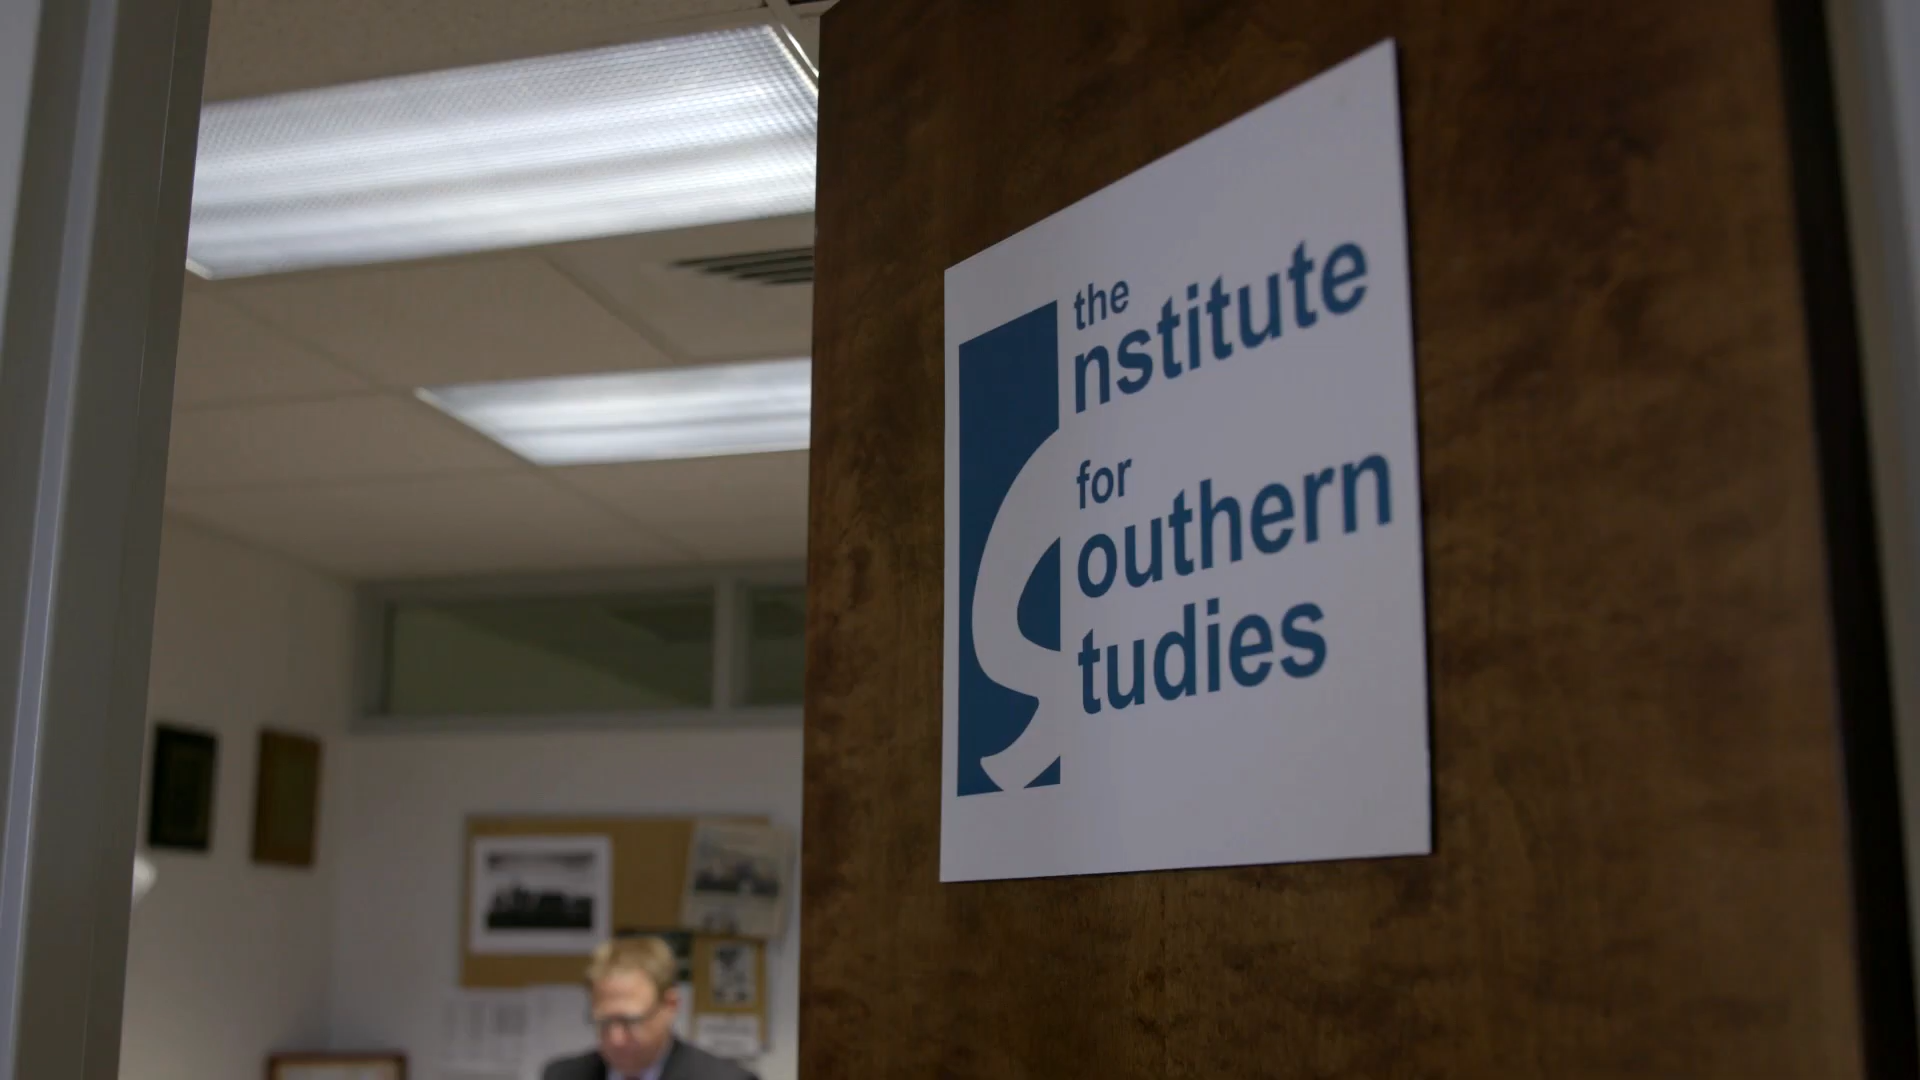 the
nstitute
for
outhern
tudies